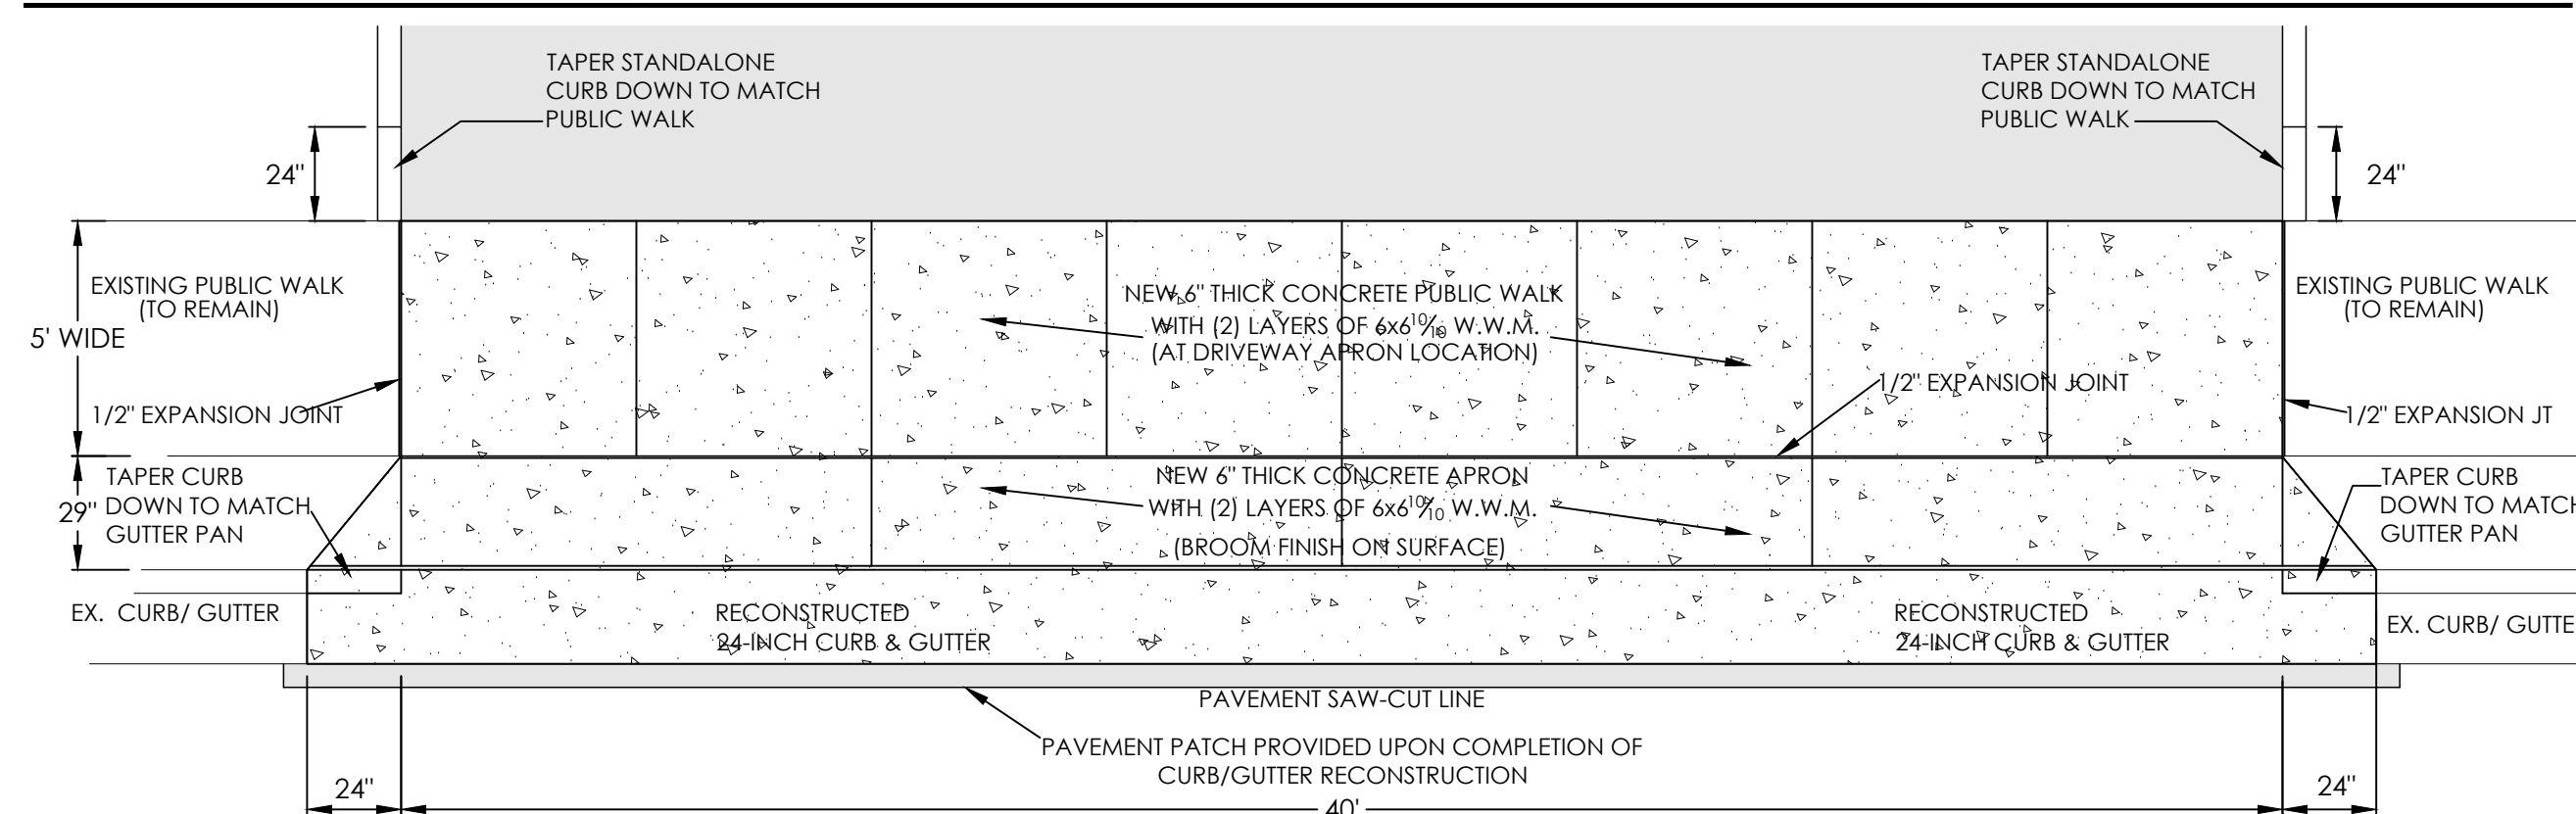 TAPER STANDALONE
CURB DOWN TO MATCH
PUBLIC WALK
TAPER STANDALONE
CURB DOWN TO MATCH
PUBLIC WALK
24"
24"
EXISTING PUBLIC WALK
(TO REMAIN)
5' WIDE
1/2" EXPANSION JOINT
NEW 6" THICK CONCRETE PUBLIC WALK
WITH (2) LAYERS OF 6x6 10/10 W.W.M.
(AT DRIVEWAY APRON LOCATION)
1/2" EXPANSION JOINT
EXISTING PUBLIC WALK
(TO REMAIN)
1/2" EXPANSION JT
TAPER CURB
DOWN TO MATCH
GUTTER PAN
29"
NEW 6" THICK CONCRETE APRON
WITH (2) LAYERS OF 6x6 10/10 W.W.M.
(BROOM FINISH ON SURFACE)
TAPER CURB
DOWN TO MATCH
GUTTER PAN
EX. CURB/ GUTTER
RECONSTRUCTED
24-INCH CURB & GUTTER
RECONSTRUCTED
24-INCH CURB & GUTTER
EX. CURB/ GUTTE
PAVEMENT SAW-CUT LINE
PAVEMENT PATCH PROVIDED UPON COMPLETION OF
CURB/GUTTER RECONSTRUCTION
24"
40'
24"